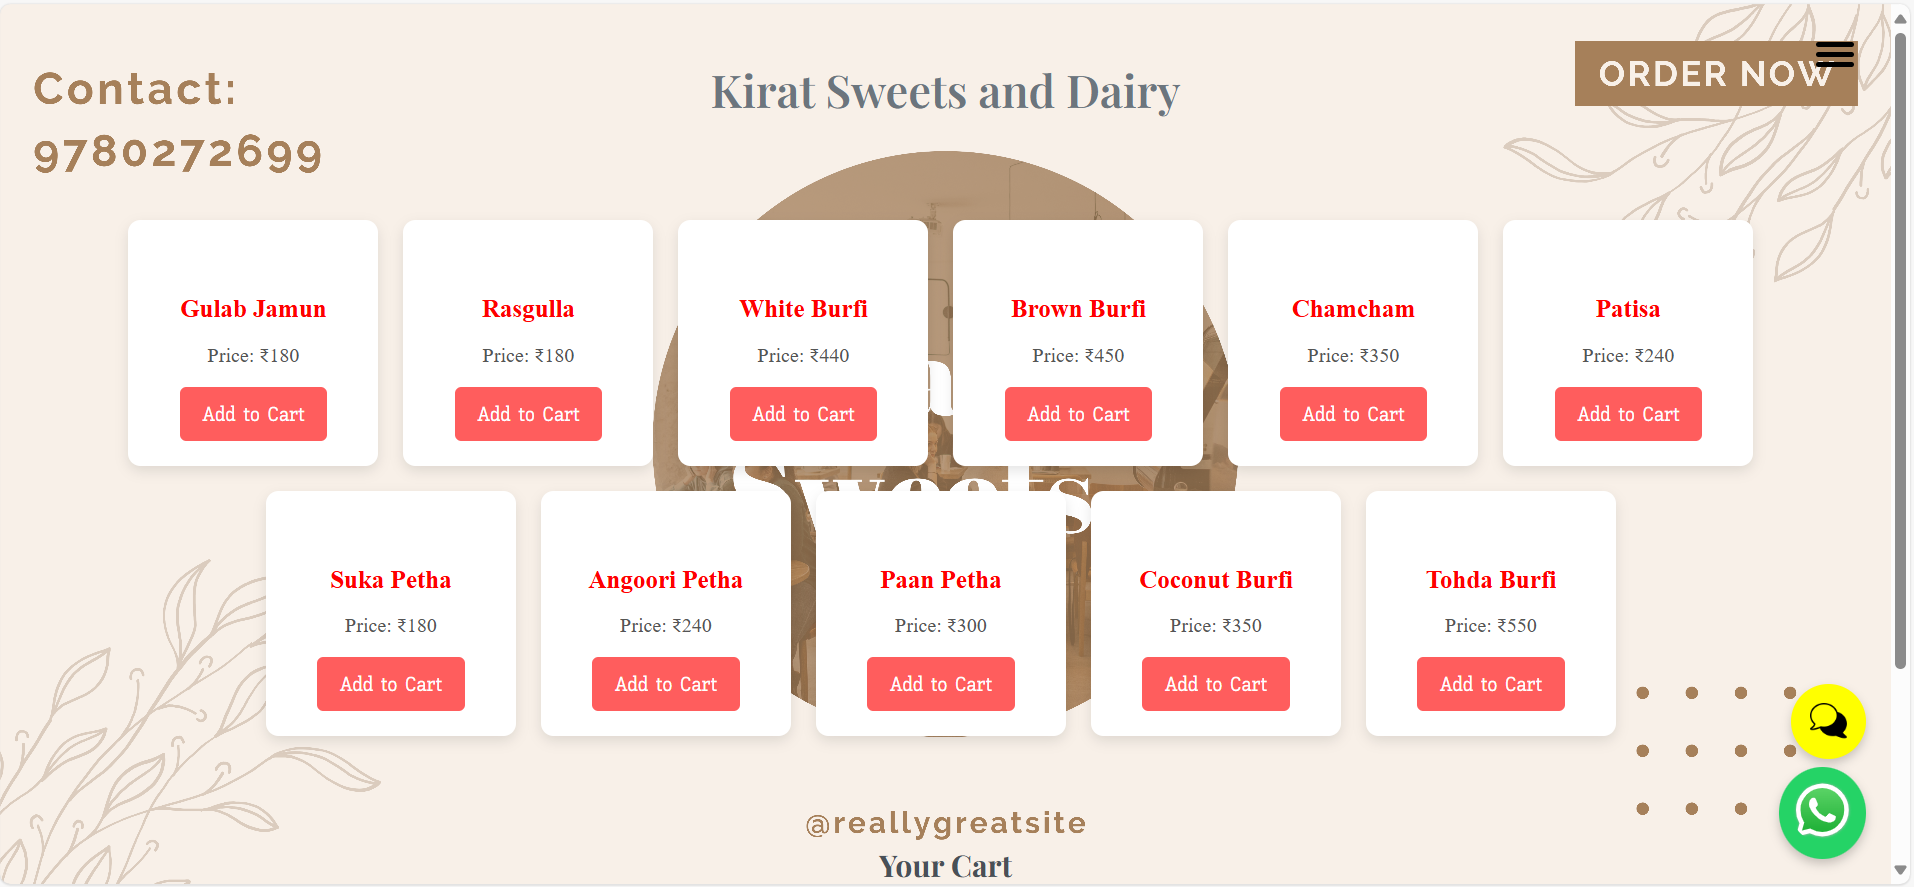 Contact:
9780272699
Kirat Sweets and Dairy
ORDER NOW
Gulab Jamun
Price: ₹180
Add to Cart
Rasgulla
Price: ₹180
Add to Cart
White Burfi
Price: ₹440
Add to Cart
Brown Burfi
Price: ₹450
Add to Cart
Chamcham
Price: ₹350
Add to Cart
Patisa
Price: ₹240
Add to Cart
Sweets
Suka Petha
Price: ₹180
Add to Cart
Angoori Petha
Price: ₹240
Add to Cart
Paan Petha
Price: ₹300
Add to Cart
Coconut Burfi
Price: ₹350
Add to Cart
Tohda Burfi
Price: ₹550
Add to Cart
@reallygreatsite
Your Cart